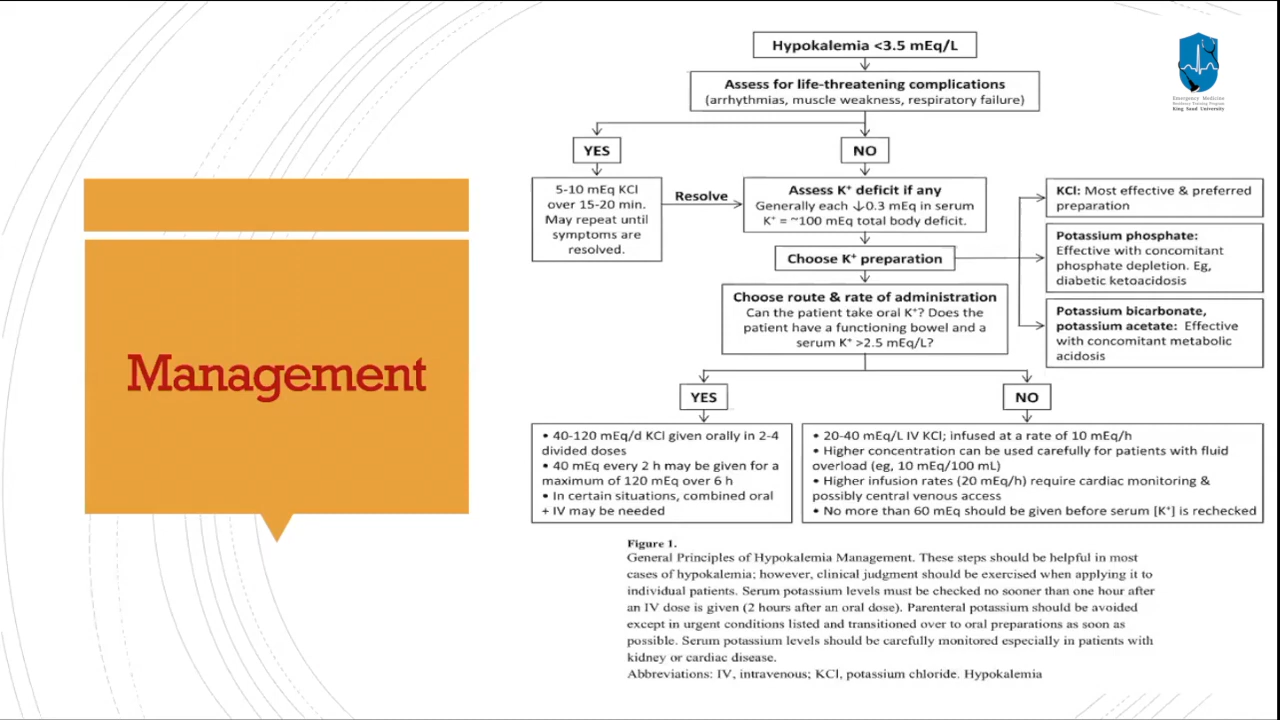 Hypokalemia <3.5 mEq/L
Assess for life-threatening complications
(arrhythmias, muscle weakness, respiratory failure)
Emergency Medicine
Residency Training Program
King Saud University
YES
NO
5-10 mEq KCl
over 15-20 min.
May repeat until
symptoms are
resolved.
Resolve
Assess K⁺ deficit if any
Generally each ↓0.3 mEq in serum
K⁺ = ~100 mEq total body deficit.
KCl: Most effective & preferred
preparation
Choose K⁺ preparation
Potassium phosphate:
Effective with concomitant
phosphate depletion. Eg,
diabetic ketoacidosis
Potassium bicarbonate,
potassium acetate: Effective
with concomitant metabolic
acidosis
Choose route & rate of administration
Can the patient take oral K⁺? Does the
patient have a functioning bowel and a
serum K⁺ >2.5 mEq/L?
Management
YES
NO
• 40-120 mEq/d KCl given orally in 2-4
divided doses
• 40 mEq every 2 h may be given for a
maximum of 120 mEq over 6 h
• In certain situations, combined oral
+ IV may be needed
• 20-40 mEq/L IV KCl; infused at a rate of 10 mEq/h
• Higher concentration can be used carefully for patients with fluid
overload (eg, 10 mEq/100 mL)
• Higher infusion rates (20 mEq/h) require cardiac monitoring &
possibly central venous access
• No more than 60 mEq should be given before serum [K⁺] is rechecked
Figure 1.
General Principles of Hypokalemia Management. These steps should be helpful in most
cases of hypokalemia; however, clinical judgment should be exercised when applying it to
individual patients. Serum potassium levels must be checked no sooner than one hour after
an IV dose is given (2 hours after an oral dose). Parenteral potassium should be avoided
except in urgent conditions listed and transitioned over to oral preparations as soon as
possible. Serum potassium levels should be carefully monitored especially in patients with
kidney or cardiac disease.
Abbreviations: IV, intravenous; KCl, potassium chloride. Hypokalemia